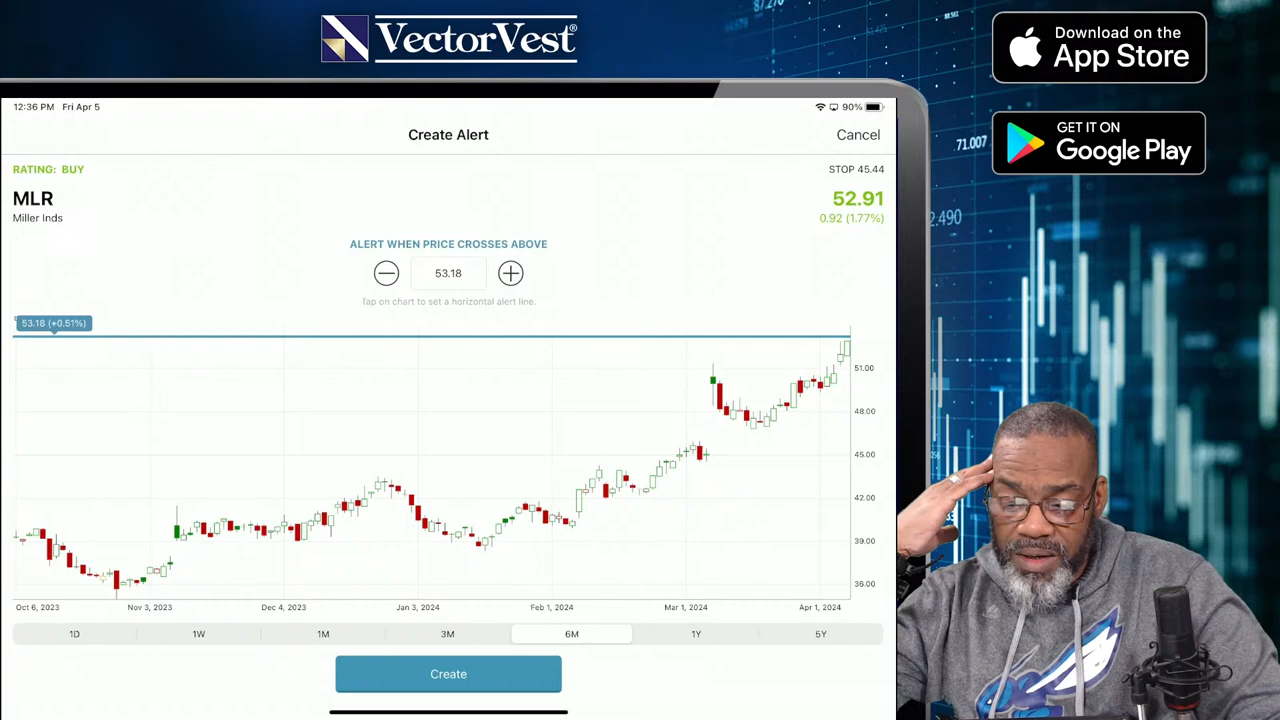 VectorVest®
Download on the
App Store
GET IT ON
Google Play
87.270
88.561
71.007
2.490
12:36 PM Fri Apr 5
90%
Create Alert
Cancel
RATING: BUY
STOP 45.44
MLR
52.91
Miller Inds
0.92 (1.77%)
ALERT WHEN PRICE CROSSES ABOVE
53.18
Tap on chart to set a horizontal alert line.
53.18 (+0.51%)
51.00
48.00
45.00
42.00
39.00
36.00
Oct 6, 2023
Nov 3, 2023
Dec 4, 2023
Jan 3, 2024
Feb 1, 2024
Mar 1, 2024
Apr 1, 2024
1D
1W
1M
3M
6M
1Y
5Y
Create